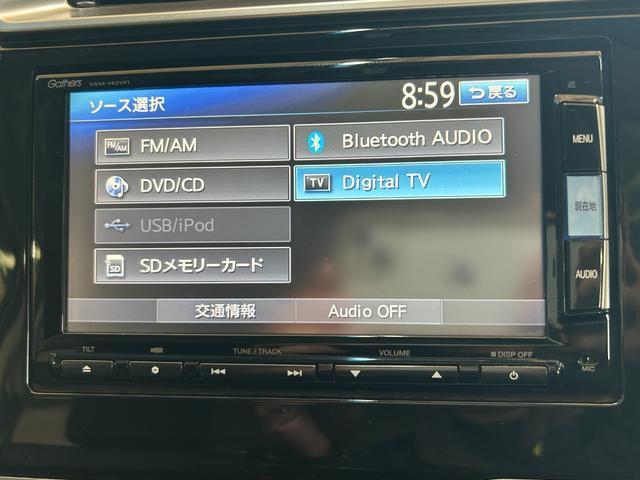 Gathers
VXM-142VFi
ソース選択
8:59
戻る
FM/AM
FM/AM
Bluetooth AUDIO
DVD/CD
TV
Digital TV
USB/iPod
SD
SDメモリーカード
交通情報
Audio OFF
MENU
現在地
AUDIO
TILT
TUNE/TRACK
VOLUME
DISP OFF
MIC